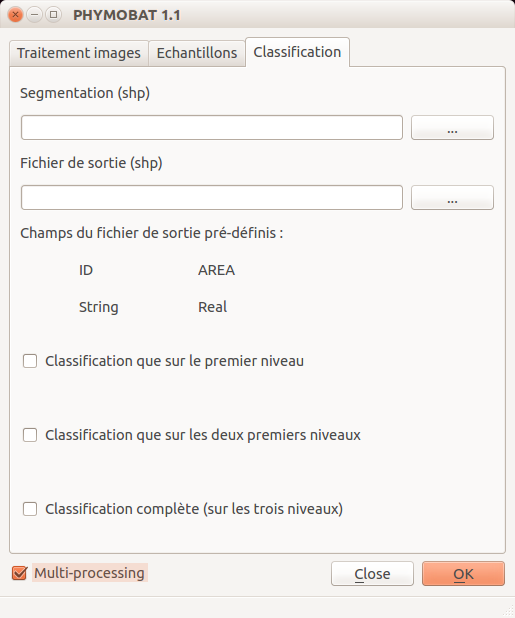 PHYMOBAT 1.1
Traitement images Echantillons Classification
Segmentation (shp)
...
Fichier de sortie (shp)
...
Champs du fichier de sortie pré-définis :
ID AREA
String Real
Classification que sur le premier niveau
Classification que sur les deux premiers niveaux
Classification complète (sur les trois niveaux)
Multi-processing Close OK